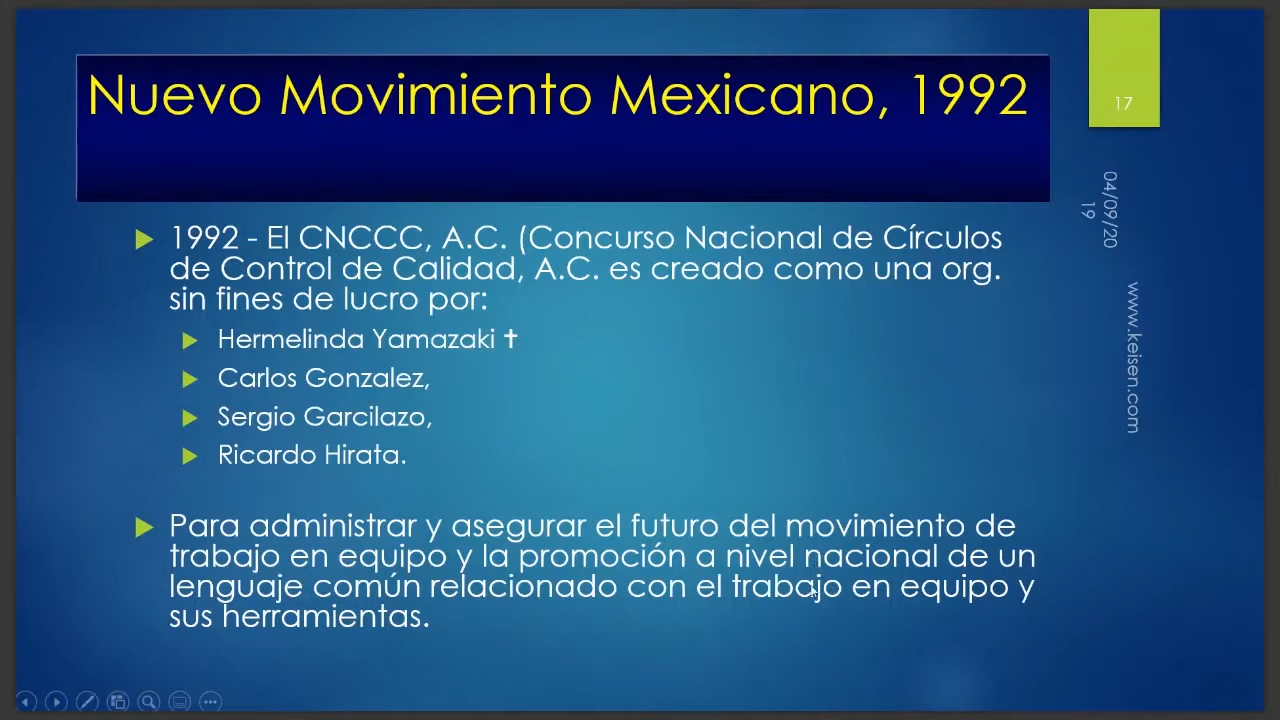 Nuevo Movimiento Mexicano, 1992
17
04/09/20
19
www.keisen.com
1992 - El CNCCC, A.C. (Concurso Nacional de Círculos
de Control de Calidad, A.C. es creado como una org.
sin fines de lucro por:
Hermelinda Yamazaki ✝
Carlos Gonzalez,
Sergio Garcilazo,
Ricardo Hirata.
Para administrar y asegurar el futuro del movimiento de
trabajo en equipo y la promoción a nivel nacional de un
lenguaje común relacionado con el trabajo en equipo y
sus herramientas.